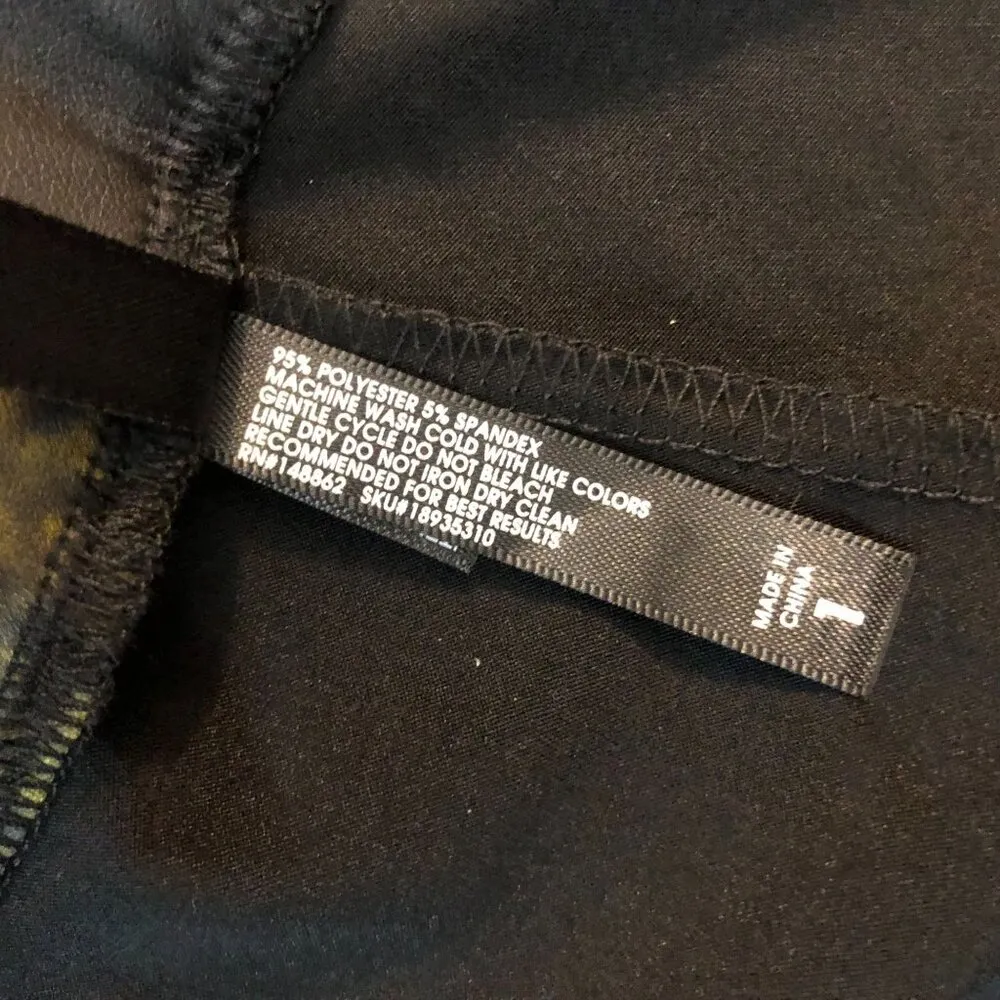 95% POLYESTER 5% SPANDEX
MACHINE WASH COLD WITH LIKE COLORS
GENTLE CYCLE DO NOT BLEACH
LINE DRY DO NOT IRON DRY CLEAN
RECOMMENDED FOR BEST RESULTS
RN#148862 SKU#18935310
MADE IN
CHINA
1